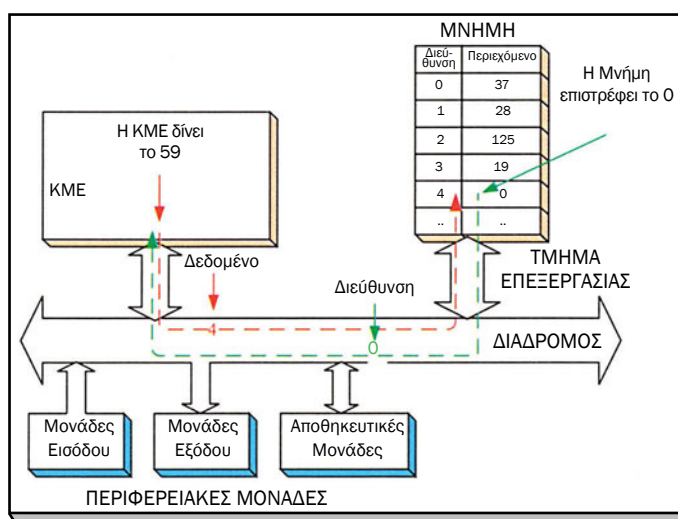 ΜΝΗΜΗ
Διεύ-
θυνση
Περιεχόμενο
0 37
1 28
2 125
3 19
4 0
.. ..
Η Μνήμη
επιστρέφει το 0
Η ΚΜΕ δίνει
το 59
ΚΜΕ
Δεδομένο
4
Διεύθυνση
0
ΤΜΗΜΑ
ΕΠΕΞΕΡΓΑΣΙΑΣ
ΔΙΑΔΡΟΜΟΣ
Μονάδες
Εισόδου
Μονάδες
Εξόδου
Αποθηκευτικές
Μονάδες
ΠΕΡΙΦΕΡΕΙΑΚΕΣ ΜΟΝΑΔΕΣ